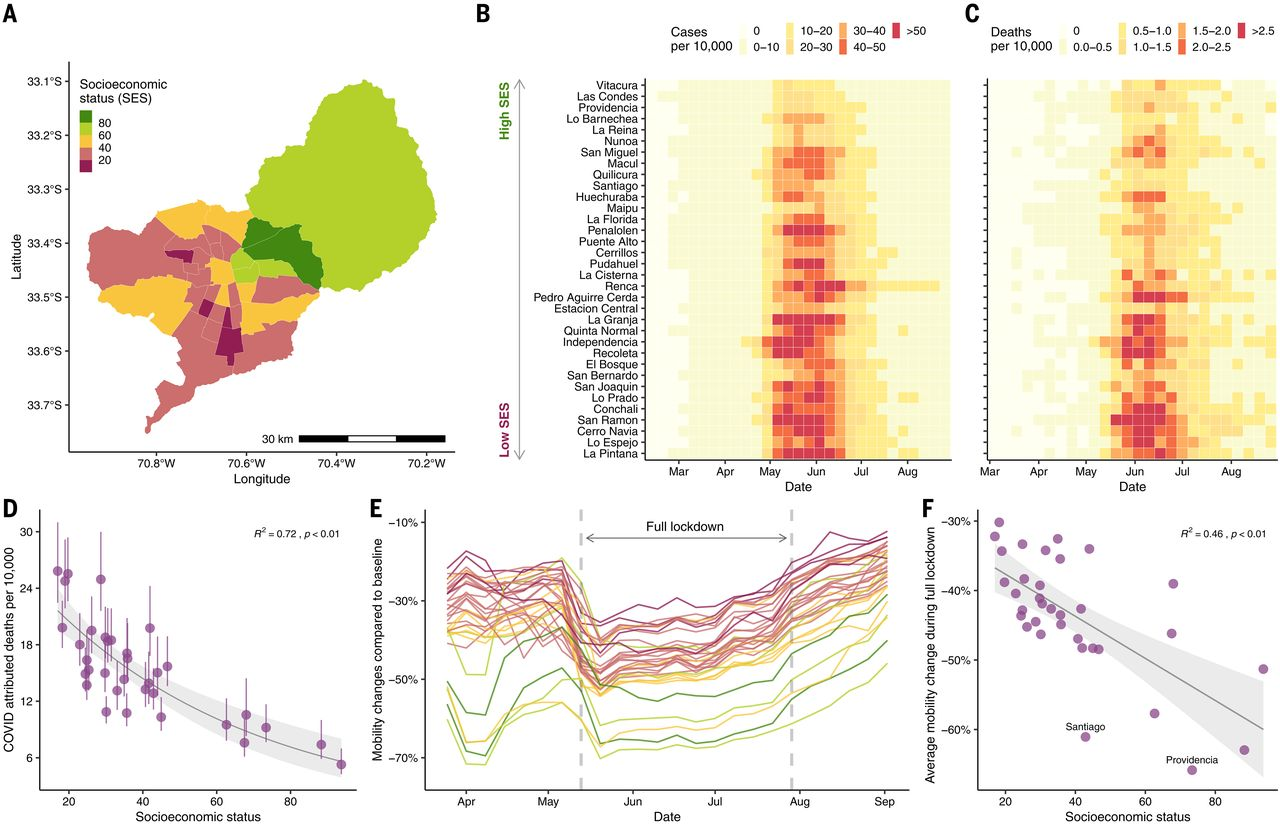 A
Socioeconomic
status (SES)
80
60
40
20
33.1°S
33.2°S
33.3°S
33.4°S
33.5°S
33.6°S
33.7°S
Latitude
30 km
70.8°W 70.6°W 70.4°W 70.2°W
Longitude
B
Cases
per 10,000
0 10–20 30–40 >50
0–10 20–30 40–50
High SES
Low SES
Vitacura
Las Condes
Providencia
Lo Barnechea
La Reina
Nunoa
San Miguel
Macul
Quilicura
Santiago
Huechuraba
Maipu
La Florida
Penalolen
Puente Alto
Cerrillos
Pudahuel
La Cisterna
Renca
Pedro Aguirre Cerda
Estacion Central
La Granja
Quinta Normal
Independencia
Recoleta
El Bosque
San Bernardo
San Joaquin
Lo Prado
Conchali
San Ramon
Cerro Navia
Lo Espejo
La Pintana
Mar Apr May Jun Jul Aug
Date
C
Deaths
per 10,000
0 0.5–1.0 1.5–2.0 >2.5
0.0–0.5 1.0–1.5 2.0–2.5
Mar Apr May Jun Jul Aug
Date
D
COVID attributed deaths per 10,000
30
24
18
12
6
R² = 0.72 , p < 0.01
20 40 60 80
Socioeconomic status
E
Mobility changes compared to baseline
−10%
−30%
−50%
−70%
Full lockdown
Apr May Jun Jul Aug Sep
Date
F
Average mobility change during full lockdown
−30%
−40%
−50%
−60%
R² = 0.46 , p < 0.01
Santiago
Providencia
20 40 60 80
Socioeconomic status